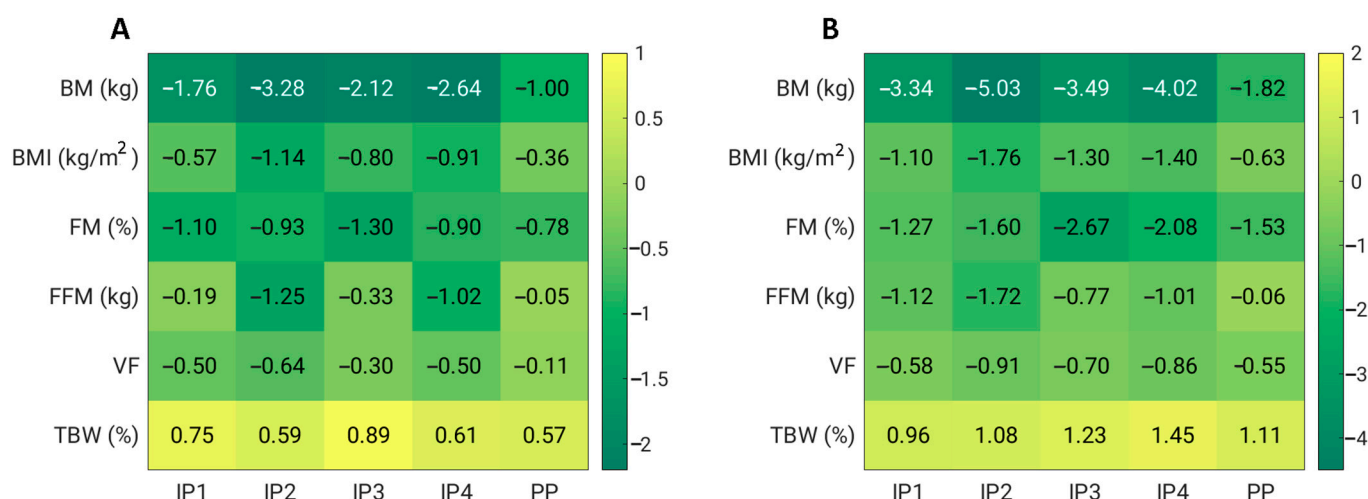 A
BM (kg) −1.76 −3.28 −2.12 −2.64 −1.00
BMI (kg/m²) −0.57 −1.14 −0.80 −0.91 −0.36
FM (%) −1.10 −0.93 −1.30 −0.90 −0.78
FFM (kg) −0.19 −1.25 −0.33 −1.02 −0.05
VF −0.50 −0.64 −0.30 −0.50 −0.11
TBW (%) 0.75 0.59 0.89 0.61 0.57
IP1 IP2 IP3 IP4 PP
1
0.5
0
−0.5
−1
−1.5
−2
B
BM (kg) −3.34 −5.03 −3.49 −4.02 −1.82
BMI (kg/m²) −1.10 −1.76 −1.30 −1.40 −0.63
FM (%) −1.27 −1.60 −2.67 −2.08 −1.53
FFM (kg) −1.12 −1.72 −0.77 −1.01 −0.06
VF −0.58 −0.91 −0.70 −0.86 −0.55
TBW (%) 0.96 1.08 1.23 1.45 1.11
IP1 IP2 IP3 IP4 PP
2
1
0
−1
−2
−3
−4